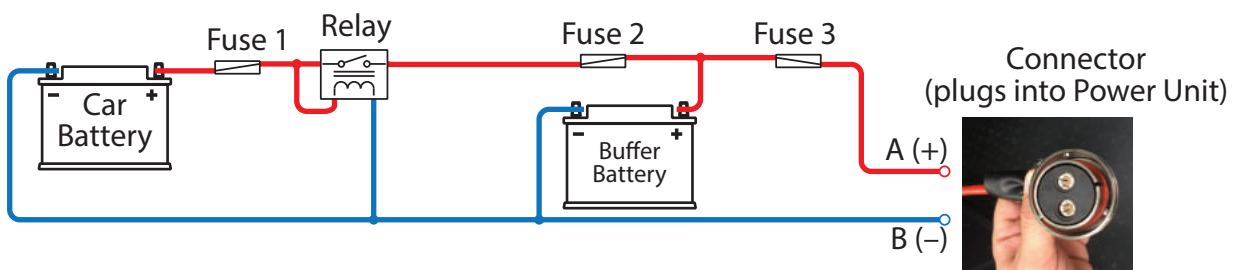 Fuse 1
Relay
Fuse 2
Fuse 3
Connector
(plugs into Power Unit)
− +
Car
Battery
− +
Buffer
Battery
A (+)
B (–)